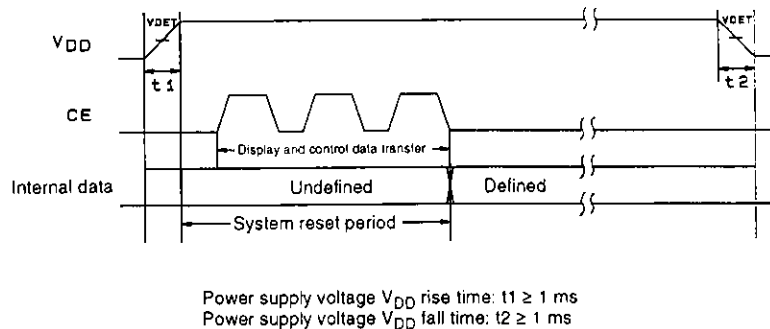 VDET
VDET
VDD
t1
t2
CE
Display and control data transfer
Internal data
Undefined
Defined
System reset period
Power supply voltage VDD rise time: t1 ≥ 1 ms
Power supply voltage VDD fall time: t2 ≥ 1 ms